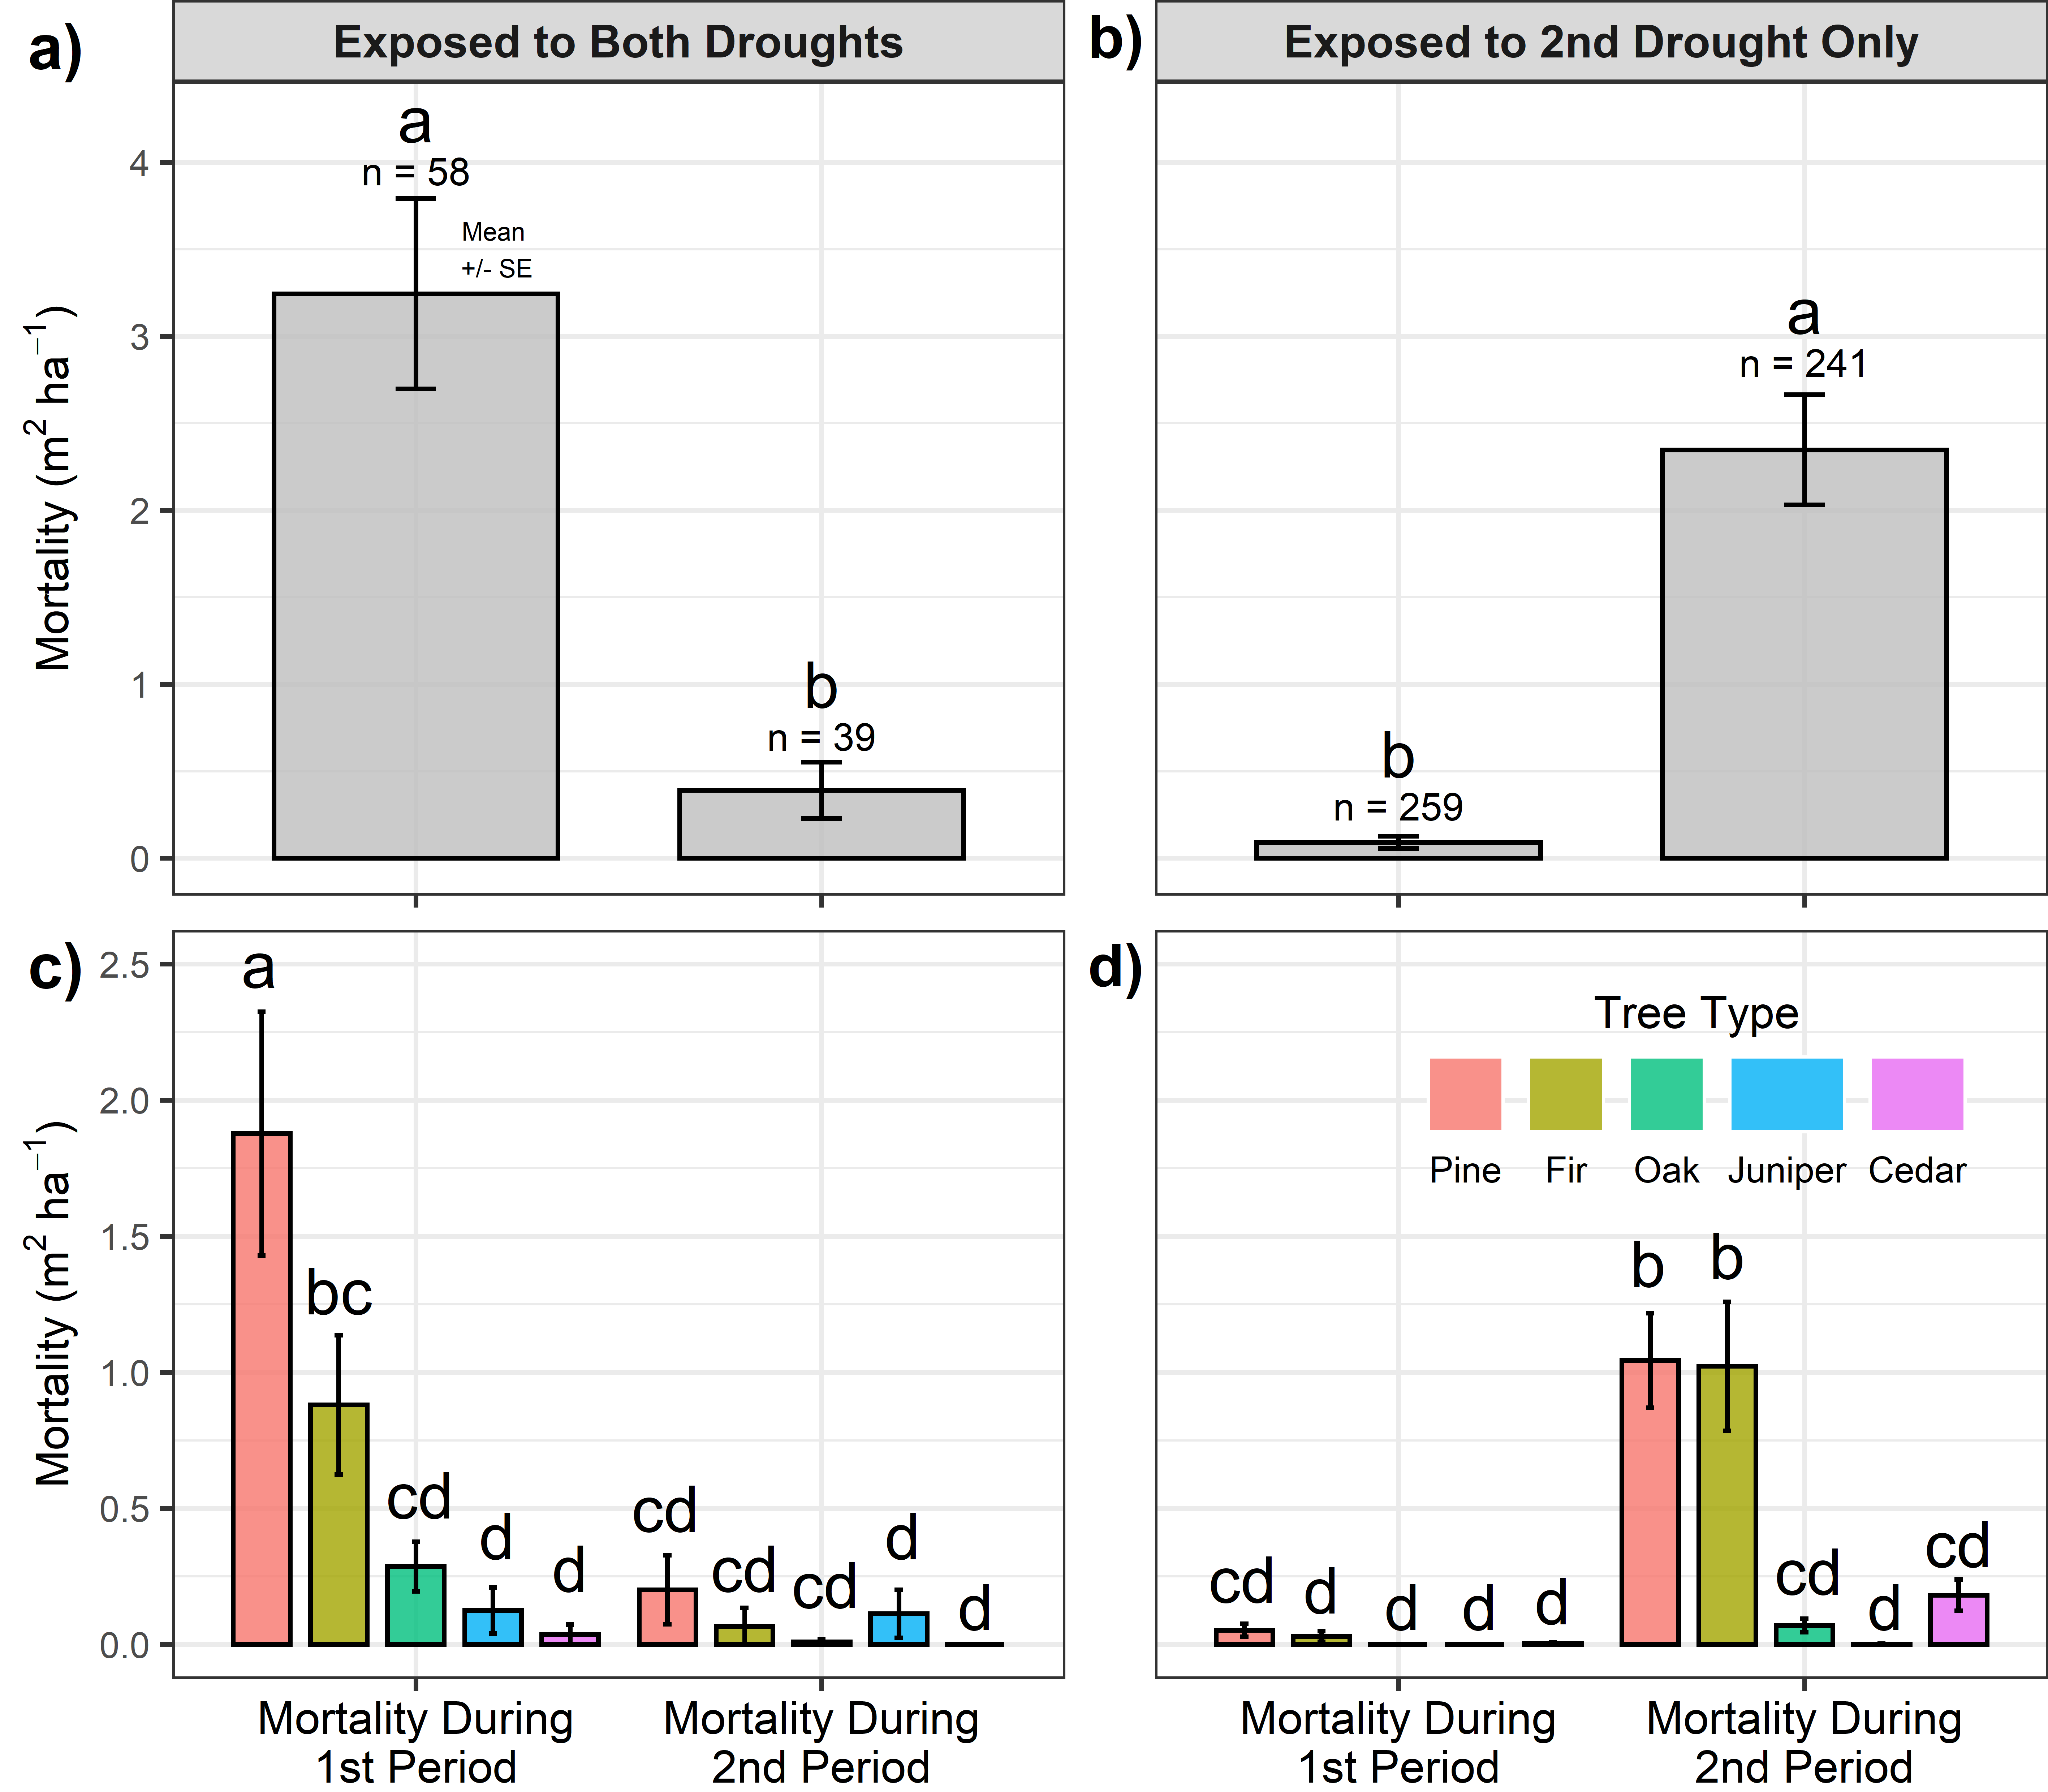 a)
Exposed to Both Droughts
b)
Exposed to 2nd Drought Only
Mortality (m² ha⁻¹)
4
3
2
1
0
a
n = 58
Mean
+/- SE
b
n = 39
b
n = 259
a
n = 241
c)
Mortality (m² ha⁻¹)
2.5
2.0
1.5
1.0
0.5
0.0
a
bc
cd
d
d
cd
cd
cd
d
d
Mortality During
1st Period
Mortality During
2nd Period
d)
Tree Type
Pine Fir Oak Juniper Cedar
cd
d
d
d
d
b
b
cd
d
cd
Mortality During
1st Period
Mortality During
2nd Period